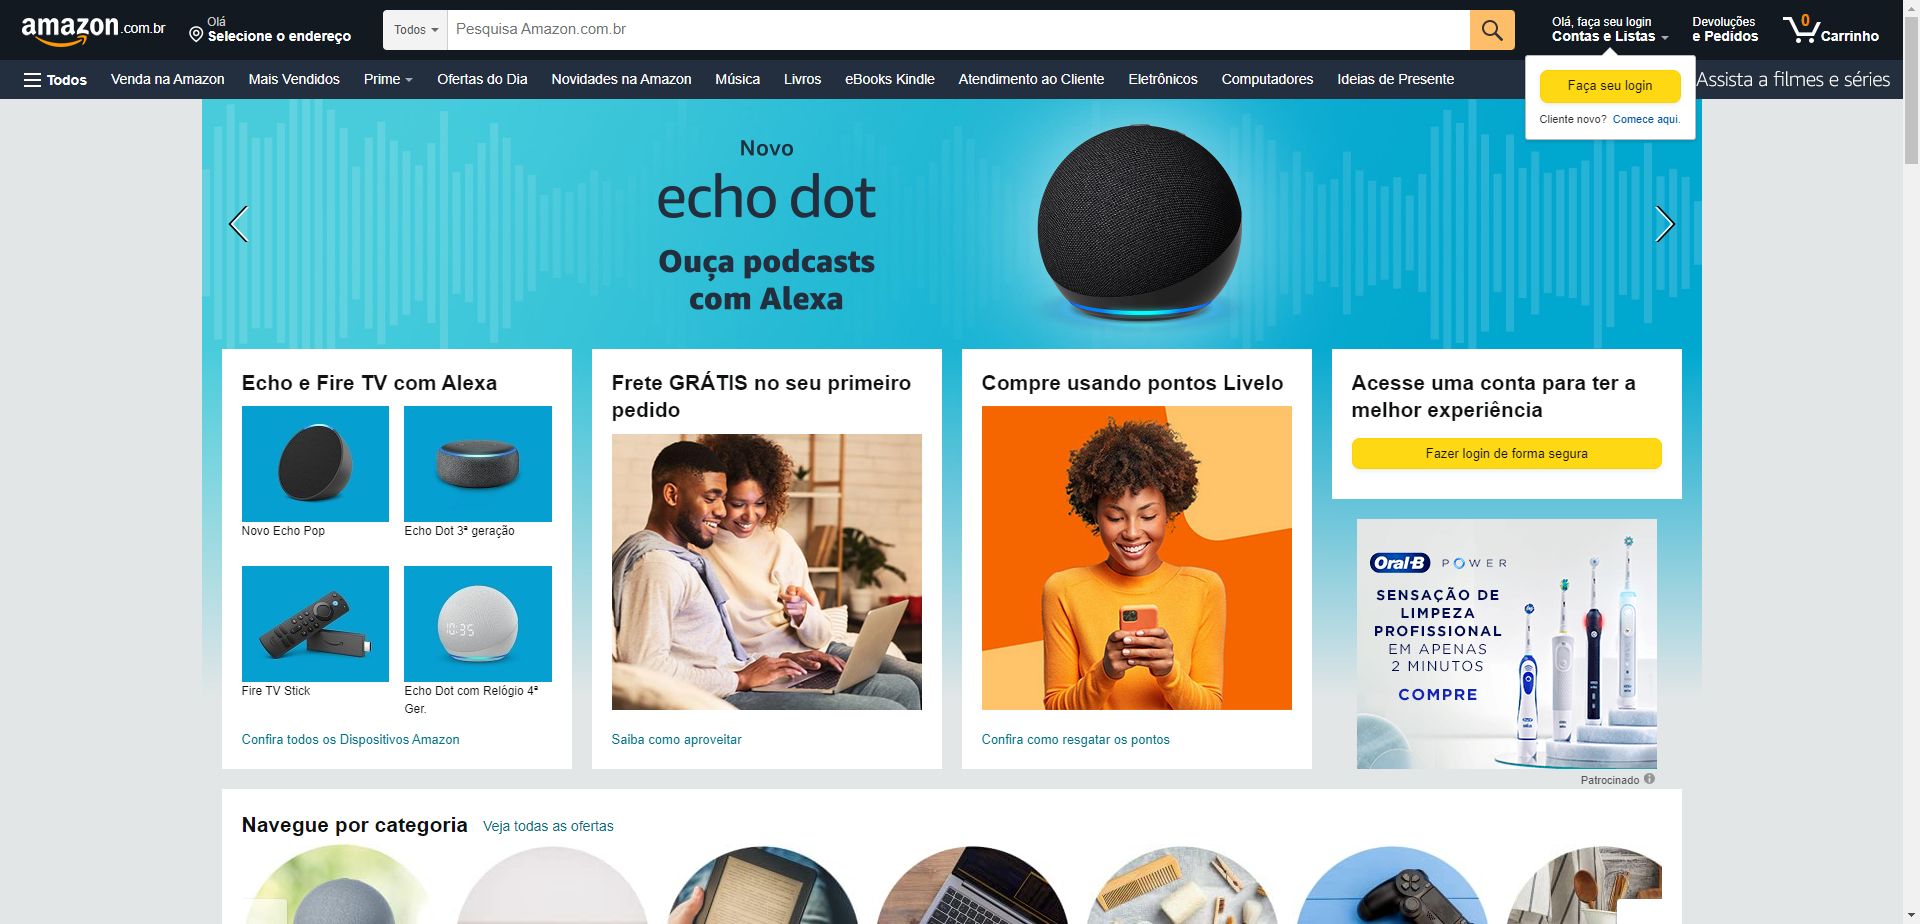 amazon.com.br
Olá
Selecione o endereço
Todos
Pesquisa Amazon.com.br
Olá, faça seu login
Contas e Listas
Devoluções
e Pedidos
0
Carrinho
Todos
Venda na Amazon
Mais Vendidos
Prime
Ofertas do Dia
Novidades na Amazon
Música
Livros
eBooks Kindle
Atendimento ao Cliente
Eletrônicos
Computadores
Ideias de Presente
Assista a filmes e séries
Faça seu login
Cliente novo? Comece aqui.
Novo
echo dot
Ouça podcasts
com Alexa
Echo e Fire TV com Alexa
Novo Echo Pop
Echo Dot 3ª geração
10:35
Fire TV Stick
Echo Dot com Relógio 4ª
Ger.
Confira todos os Dispositivos Amazon
Frete GRÁTIS no seu primeiro
pedido
Saiba como aproveitar
Compre usando pontos Livelo
Confira como resgatar os pontos
Acesse uma conta para ter a
melhor experiência
Fazer login de forma segura
Oral-B POWER
SENSAÇÃO DE
LIMPEZA
PROFISSIONAL
EM APENAS
2 MINUTOS
COMPRE
Patrocinado
Navegue por categoria
Veja todas as ofertas